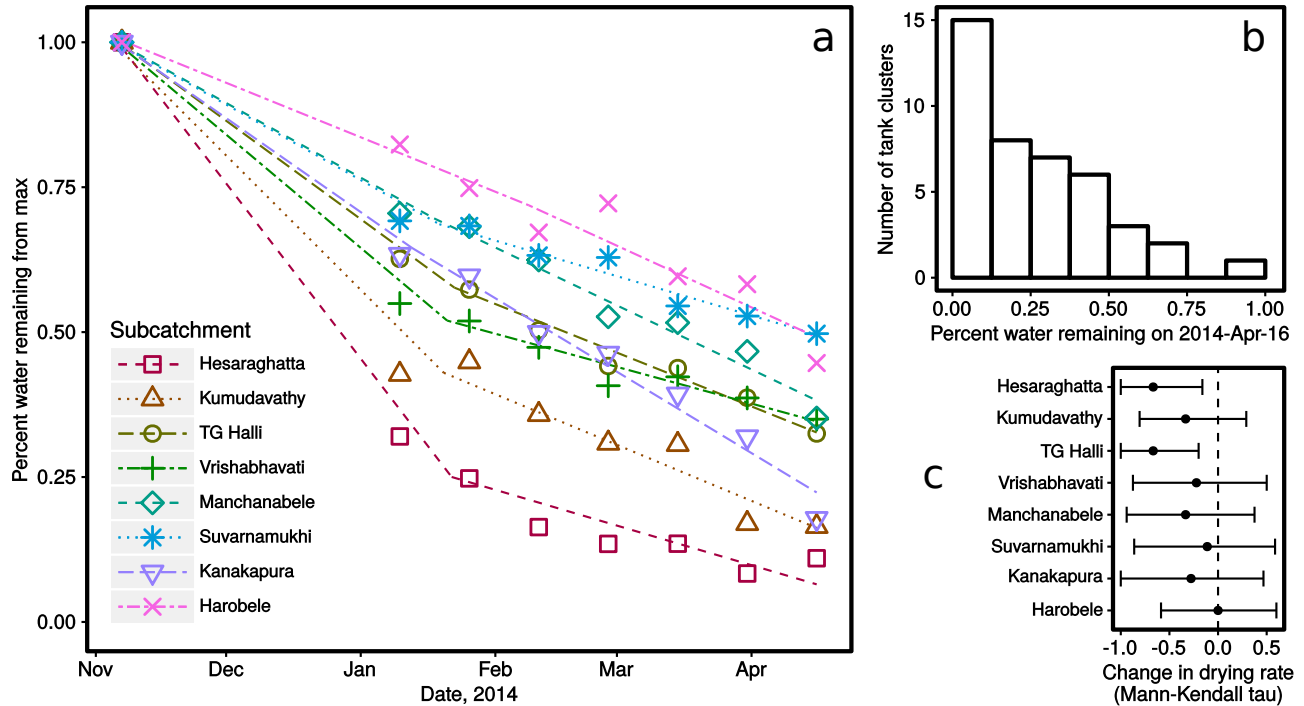 a
1.00
0.75
0.50
0.25
0.00
Percent water remaining from max
Subcatchment
Hesaraghatta
Kumudavathy
TG Halli
Vrishabhavati
Manchanabele
Suvarnamukhi
Kanakapura
Harobele
Nov Dec Jan Feb Mar Apr
Date, 2014
b
15
10
5
0
Number of tank clusters
0.00 0.25 0.50 0.75 1.00
Percent water remaining on 2014-Apr-16
c
Hesaraghatta
Kumudavathy
TG Halli
Vrishabhavati
Manchanabele
Suvarnamukhi
Kanakapura
Harobele
-1.0 -0.5 0.0 0.5
Change in drying rate
(Mann-Kendall tau)